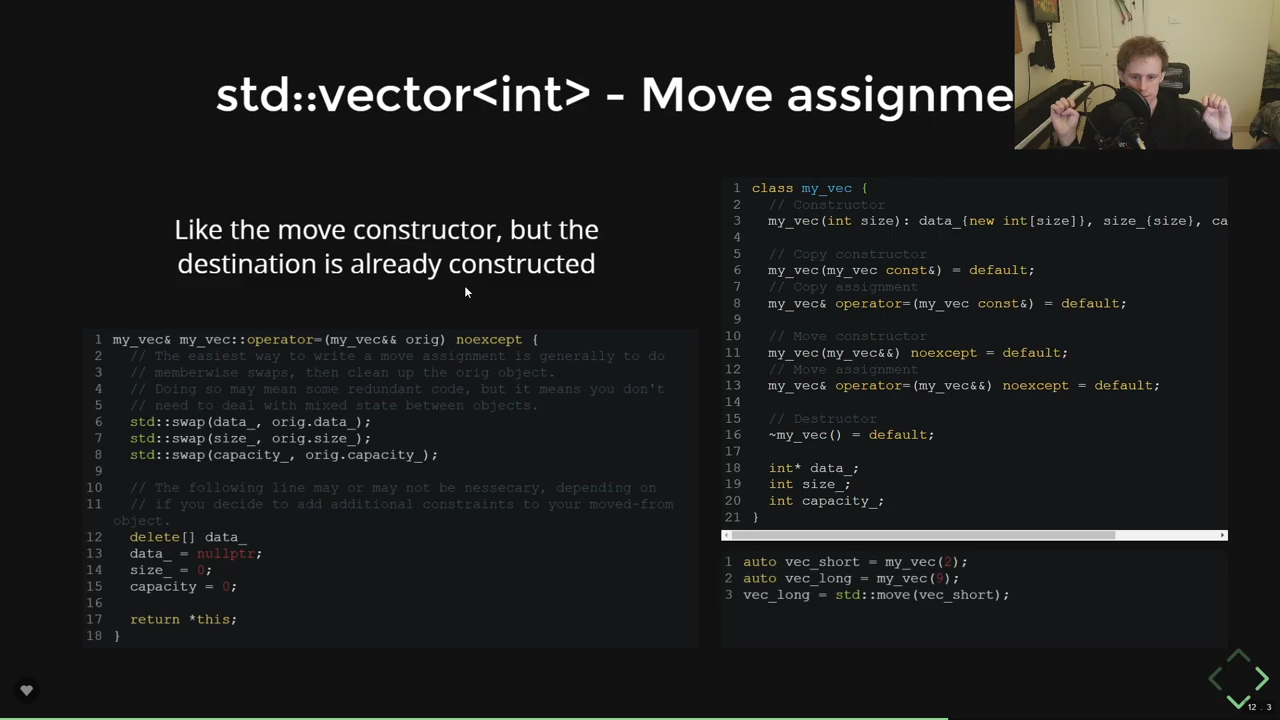 std::vector<int> - Move assignme
Like the move constructor, but the
destination is already constructed
1 my_vec& my_vec::operator=(my_vec&& orig) noexcept {
2 // The easiest way to write a move assignment is generally to do
3 // memberwise swaps, then clean up the orig object.
4 // Doing so may mean some redundant code, but it means you don't
5 // need to deal with mixed state between objects.
6 std::swap(data_, orig.data_);
7 std::swap(size_, orig.size_);
8 std::swap(capacity_, orig.capacity_);
9
10 // The following line may or may not be nessecary, depending on
11 // if you decide to add additional constraints to your moved-from
object.
12 delete[] data_
13 data_ = nullptr;
14 size_ = 0;
15 capacity = 0;
16
17 return *this;
18 }
1 class my_vec {
2 // Constructor
3 my_vec(int size): data_{new int[size]}, size_{size}, ca
4
5 // Copy constructor
6 my_vec(my_vec const&) = default;
7 // Copy assignment
8 my_vec& operator=(my_vec const&) = default;
9
10 // Move constructor
11 my_vec(my_vec&&) noexcept = default;
12 // Move assignment
13 my_vec& operator=(my_vec&&) noexcept = default;
14
15 // Destructor
16 ~my_vec() = default;
17
18 int* data_;
19 int size_;
20 int capacity_;
21 }
1 auto vec_short = my_vec(2);
2 auto vec_long = my_vec(9);
3 vec_long = std::move(vec_short);
12 . 3